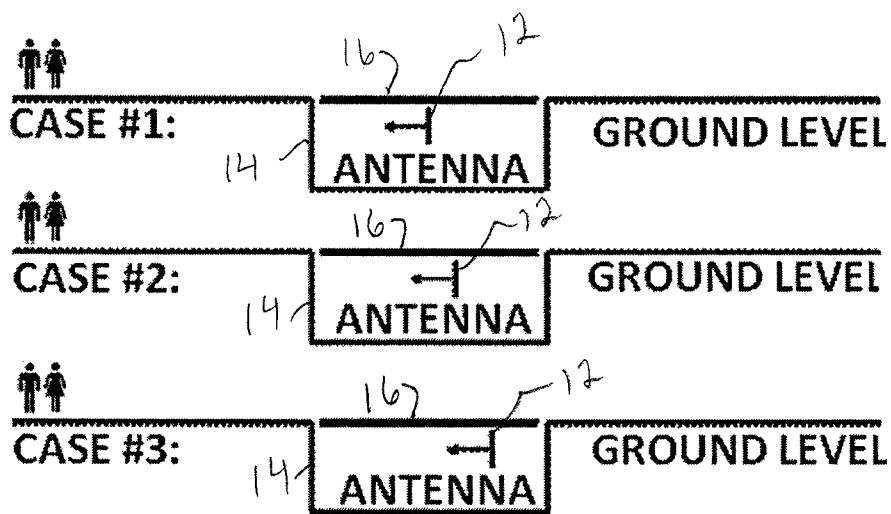 16 12
CASE #1: GROUND LEVEL
14 ANTENNA
16 12
CASE #2: GROUND LEVEL
14 ANTENNA
16 12
CASE #3: GROUND LEVEL
14 ANTENNA